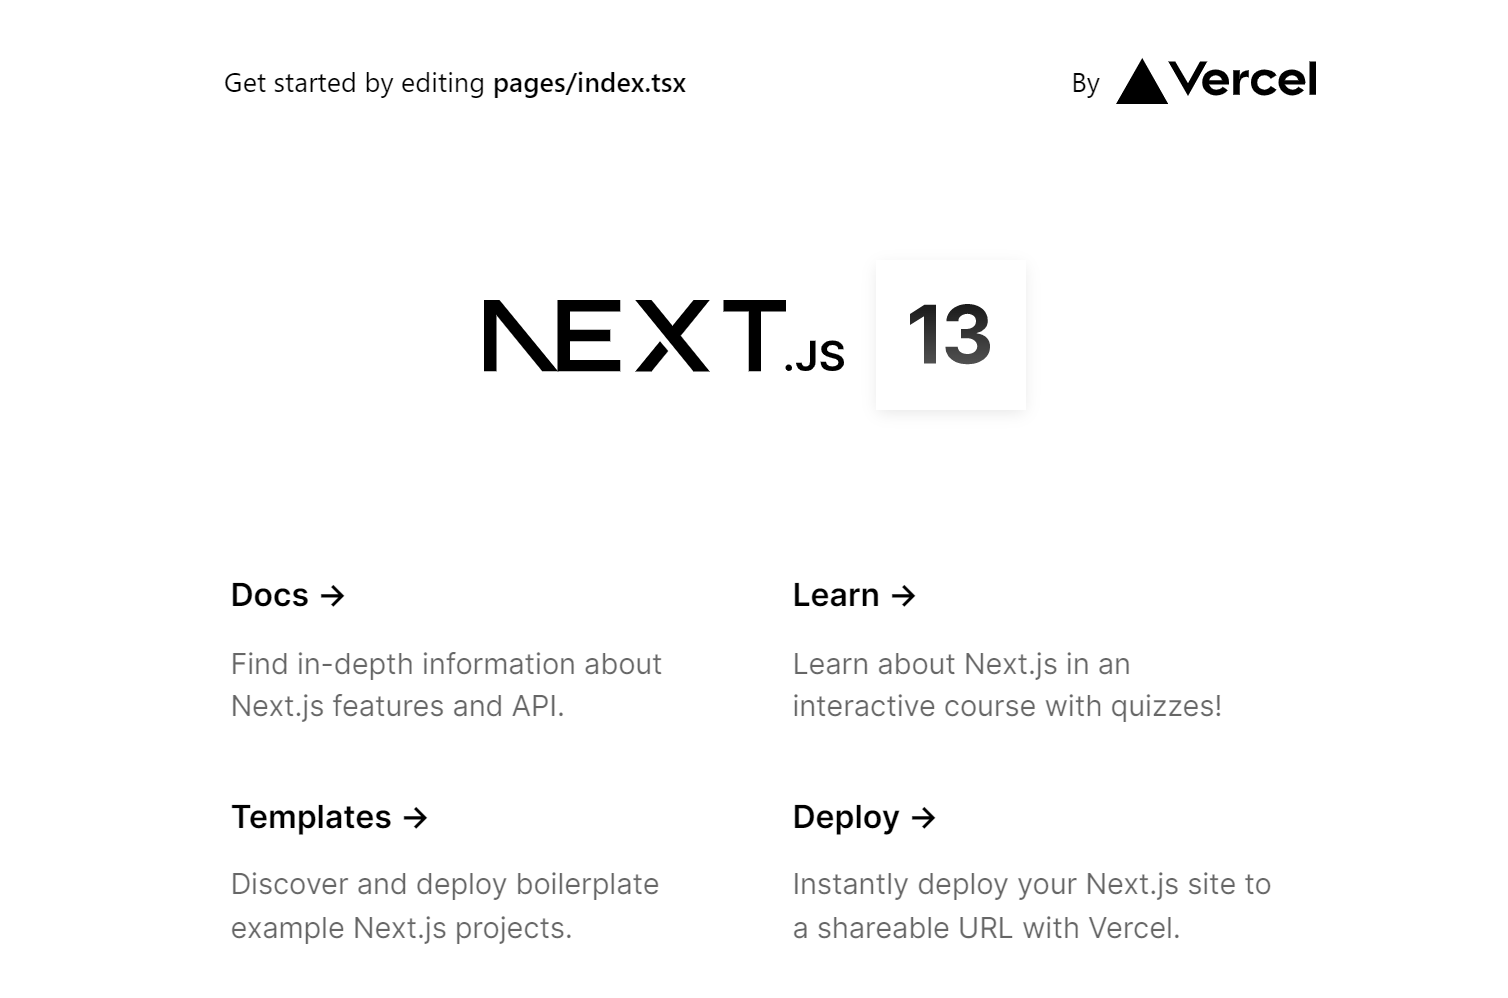 Get started by editing pages/index.tsx
By Vercel
NEXT.JS 13
Docs →
Find in-depth information about
Next.js features and API.
Learn →
Learn about Next.js in an
interactive course with quizzes!
Templates →
Discover and deploy boilerplate
example Next.js projects.
Deploy →
Instantly deploy your Next.js site to
a shareable URL with Vercel.